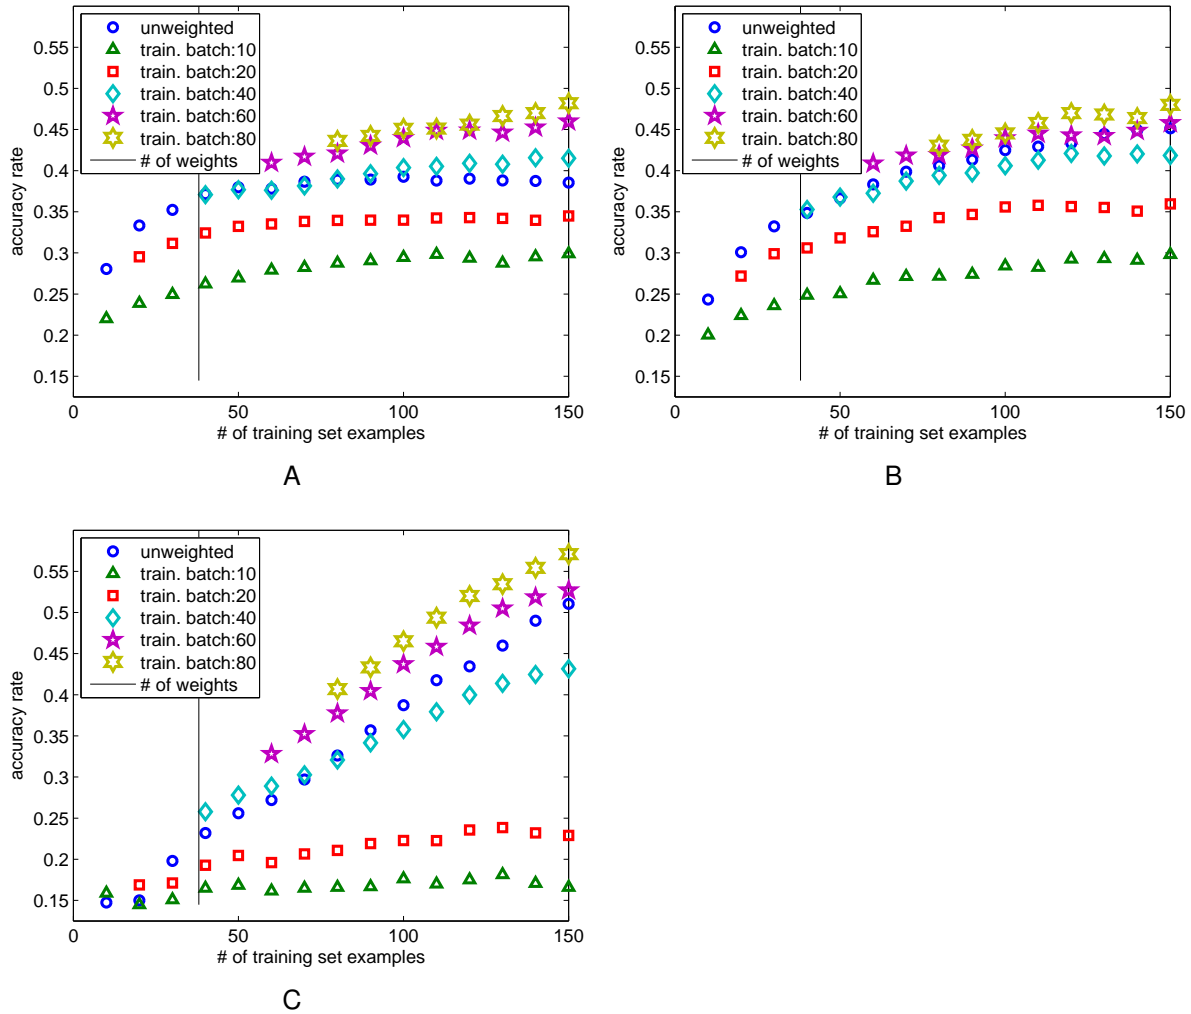 0.55
0.5
0.45
0.4
0.35
0.3
0.25
0.2
0.15
accuracy rate
unweighted
train. batch:10
train. batch:20
train. batch:40
train. batch:60
train. batch:80
# of weights
0 50 100 150
# of training set examples
A
0.55
0.5
0.45
0.4
0.35
0.3
0.25
0.2
0.15
accuracy rate
unweighted
train. batch:10
train. batch:20
train. batch:40
train. batch:60
train. batch:80
# of weights
0 50 100 150
# of training set examples
B
0.55
0.5
0.45
0.4
0.35
0.3
0.25
0.2
0.15
accuracy rate
unweighted
train. batch:10
train. batch:20
train. batch:40
train. batch:60
train. batch:80
# of weights
0 50 100 150
# of training set examples
C